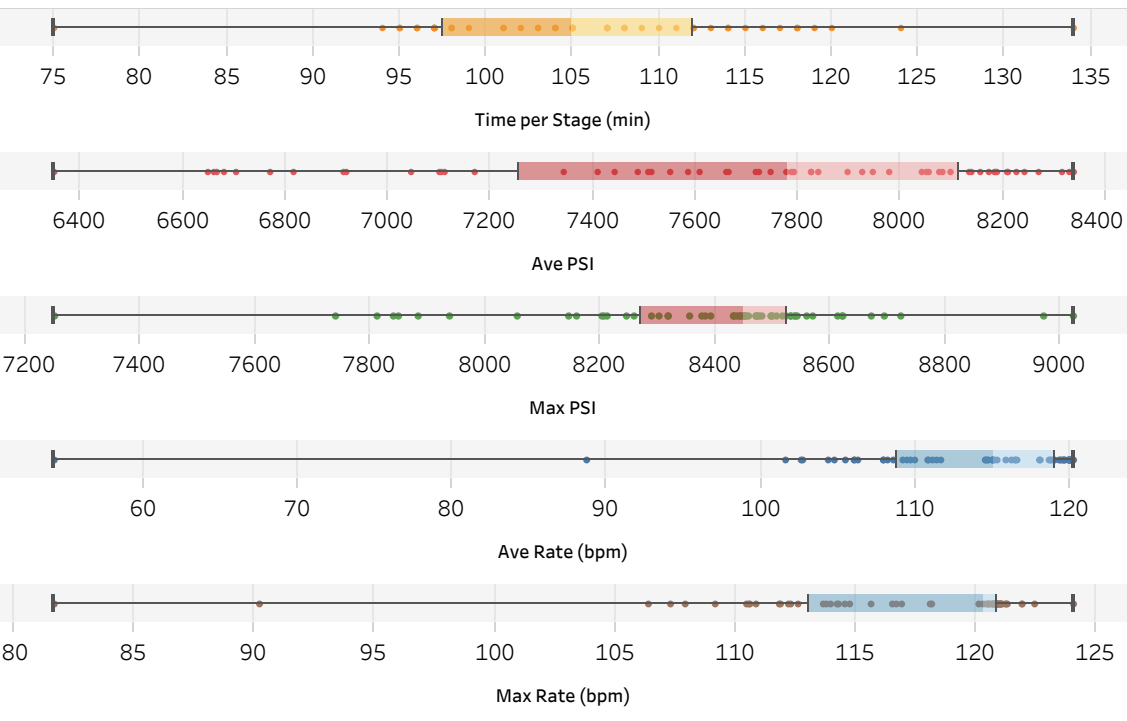 75 80 85 90 95 100 105 110 115 120 125 130 135
Time per Stage (min)
6400 6600 6800 7000 7200 7400 7600 7800 8000 8200 8400
Ave PSI
7200 7400 7600 7800 8000 8200 8400 8600 8800 9000
Max PSI
60 70 80 90 100 110 120
Ave Rate (bpm)
80 85 90 95 100 105 110 115 120 125
Max Rate (bpm)